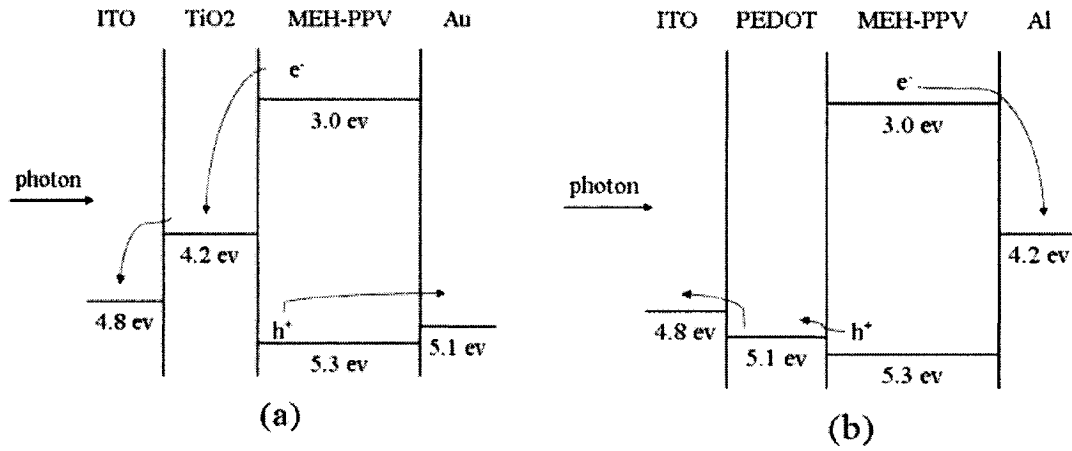 ITO TiO2 MEH-PPV Au
e-
3.0 ev
photon
4.2 ev
4.8 ev
h+
5.1 ev
5.3 ev
(a)
ITO PEDOT MEH-PPV Al
e-
3.0 ev
photon
4.2 ev
4.8 ev
h+
5.1 ev
5.3 ev
(b)